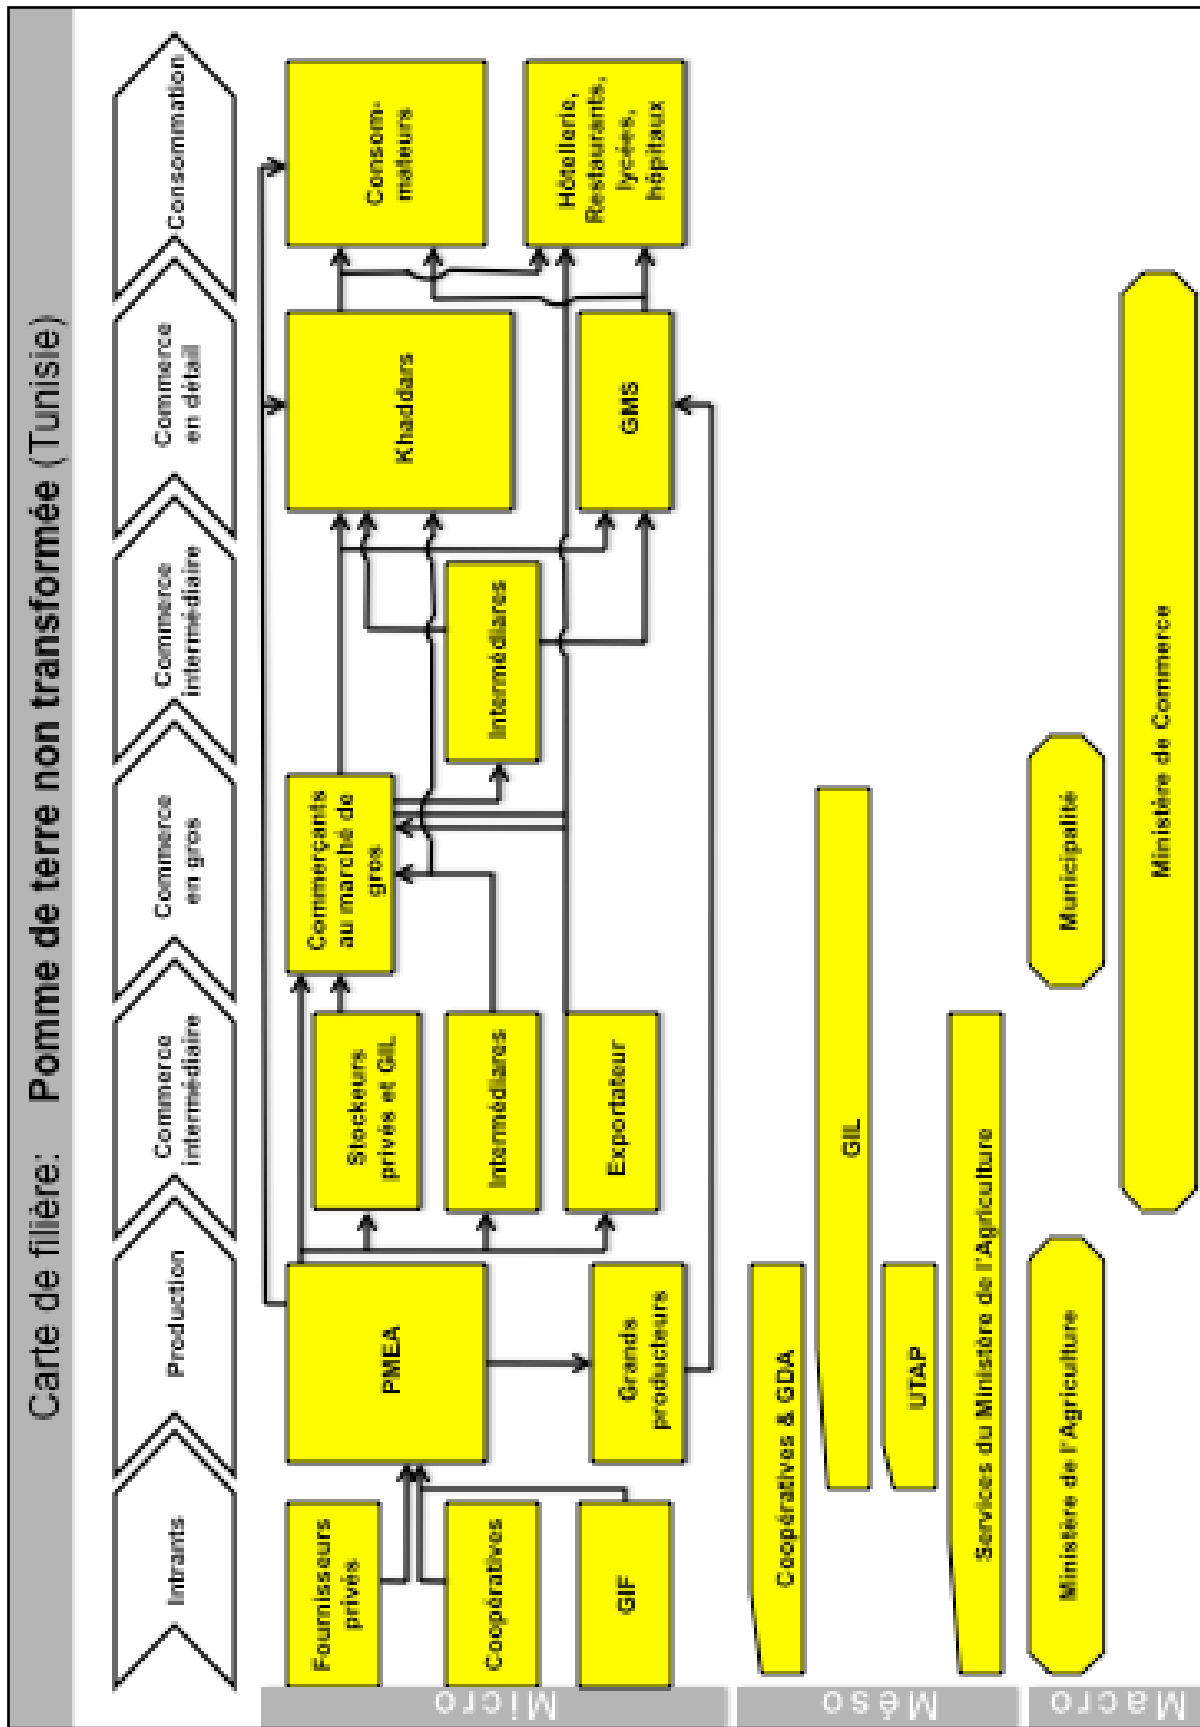 Carte de filière: Pomme de terre non transformée (Tunisie)
Intrants
Production
Commerce
intermédiaire
Commerce
en gros
Commerce
intermédiaire
Commerce
en détail
Consommation
Micro
Fournisseurs
privés
Coopératives
GIF
PMEA
Grands
producteurs
Stockeurs
privés et GIL
Intermédiares
Exportateur
Commerçants
au marché de
gros
Intermédiares
Khaddars
GMS
Consom-
mateurs
Hôtellerie,
Restaurants,
lycées,
hôpitaux
Méso
Coopératives & GDA
GIL
UTAP
Services du Ministère de l'Agriculture
Macro
Ministère de l'Agriculture
Municipalité
Ministère de Commerce